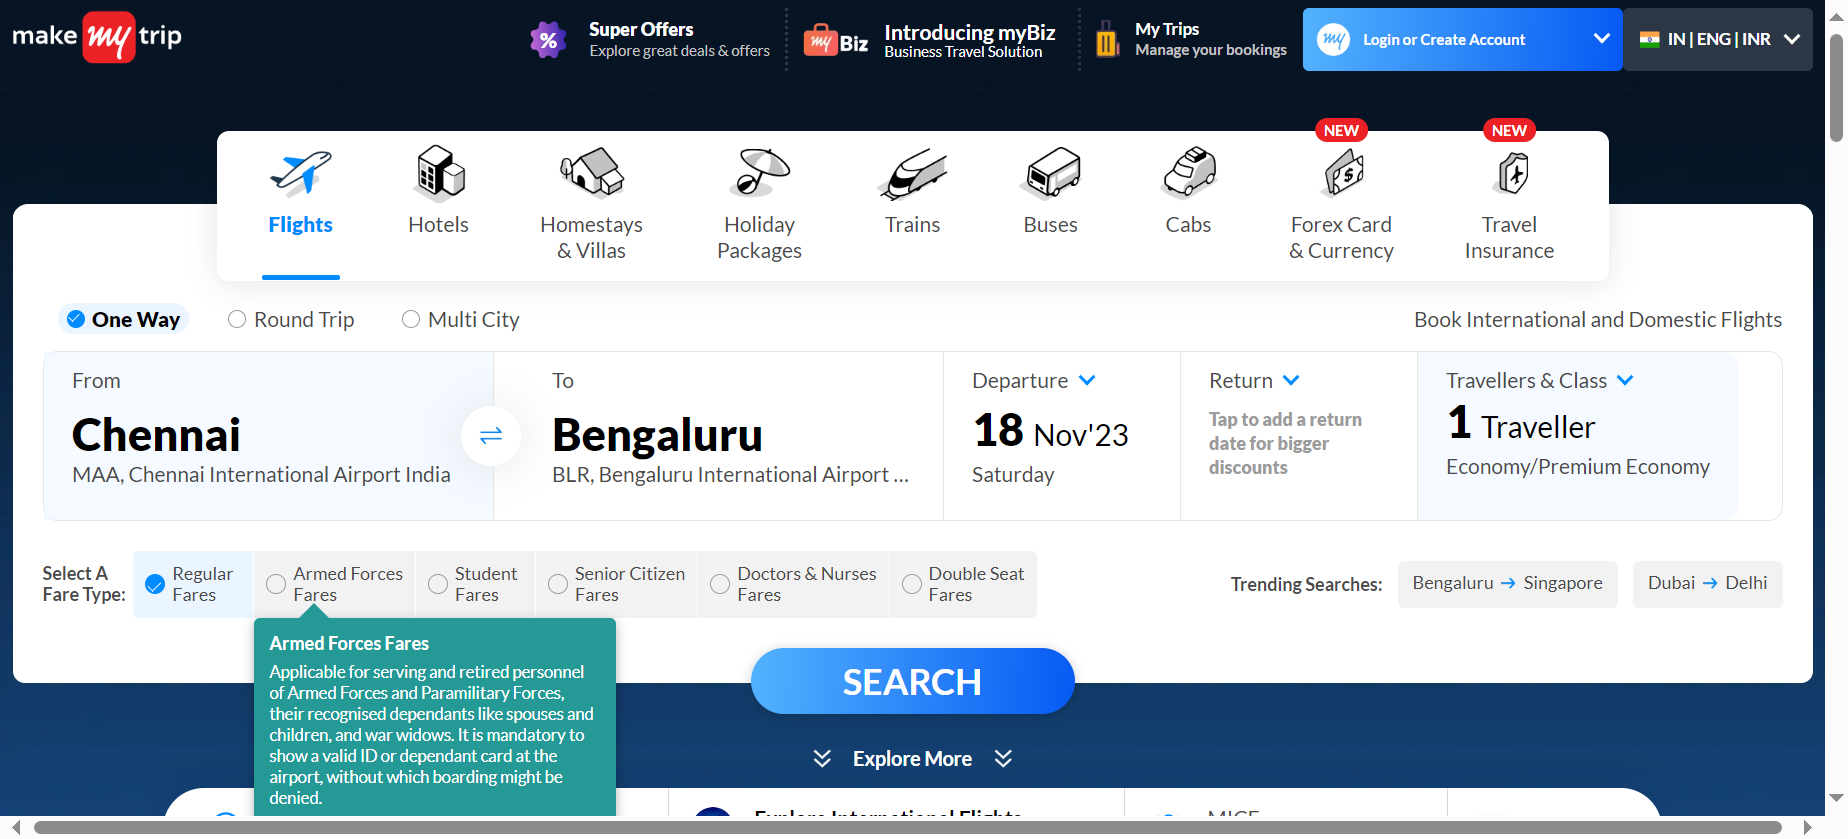 make my trip
%
Super Offers
Explore great deals & offers
my Biz
Introducing myBiz
Business Travel Solution
My Trips
Manage your bookings
my
Login or Create Account
IN | ENG | INR
NEW
NEW
Flights
Hotels
Homestays
& Villas
Holiday
Packages
Trains
Buses
Cabs
$
Forex Card
& Currency
Travel
Insurance
One Way
Round Trip
Multi City
Book International and Domestic Flights
From
Chennai
MAA, Chennai International Airport India
To
Bengaluru
BLR, Bengaluru International Airport ...
Departure
18 Nov'23
Saturday
Return
Tap to add a return
date for bigger
discounts
Travellers & Class
1 Traveller
Economy/Premium Economy
Select A
Fare Type:
Regular
Fares
Armed Forces
Fares
Student
Fares
Senior Citizen
Fares
Doctors & Nurses
Fares
Double Seat
Fares
Trending Searches:
Bengaluru → Singapore
Dubai → Delhi
Armed Forces Fares
Applicable for serving and retired personnel
of Armed Forces and Paramilitary Forces,
their recognised dependants like spouses and
children, and war widows. It is mandatory to
show a valid ID or dependant card at the
airport, without which boarding might be
denied.
SEARCH
Explore More
Explore International Flights
MICE